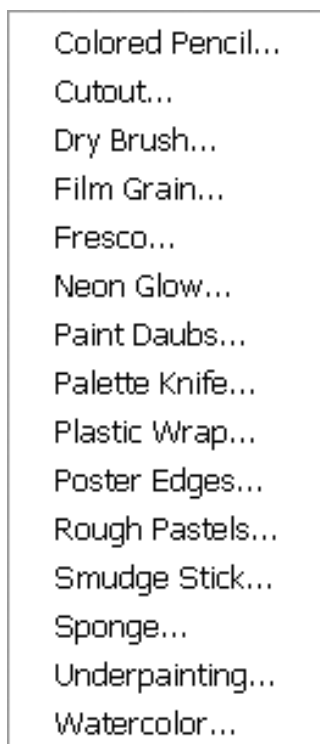 Colored Pencil...
Cutout...
Dry Brush...
Film Grain...
Fresco...
Neon Glow...
Paint Daubs...
Palette Knife...
Plastic Wrap...
Poster Edges...
Rough Pastels...
Smudge Stick...
Sponge...
Underpainting...
Watercolor...